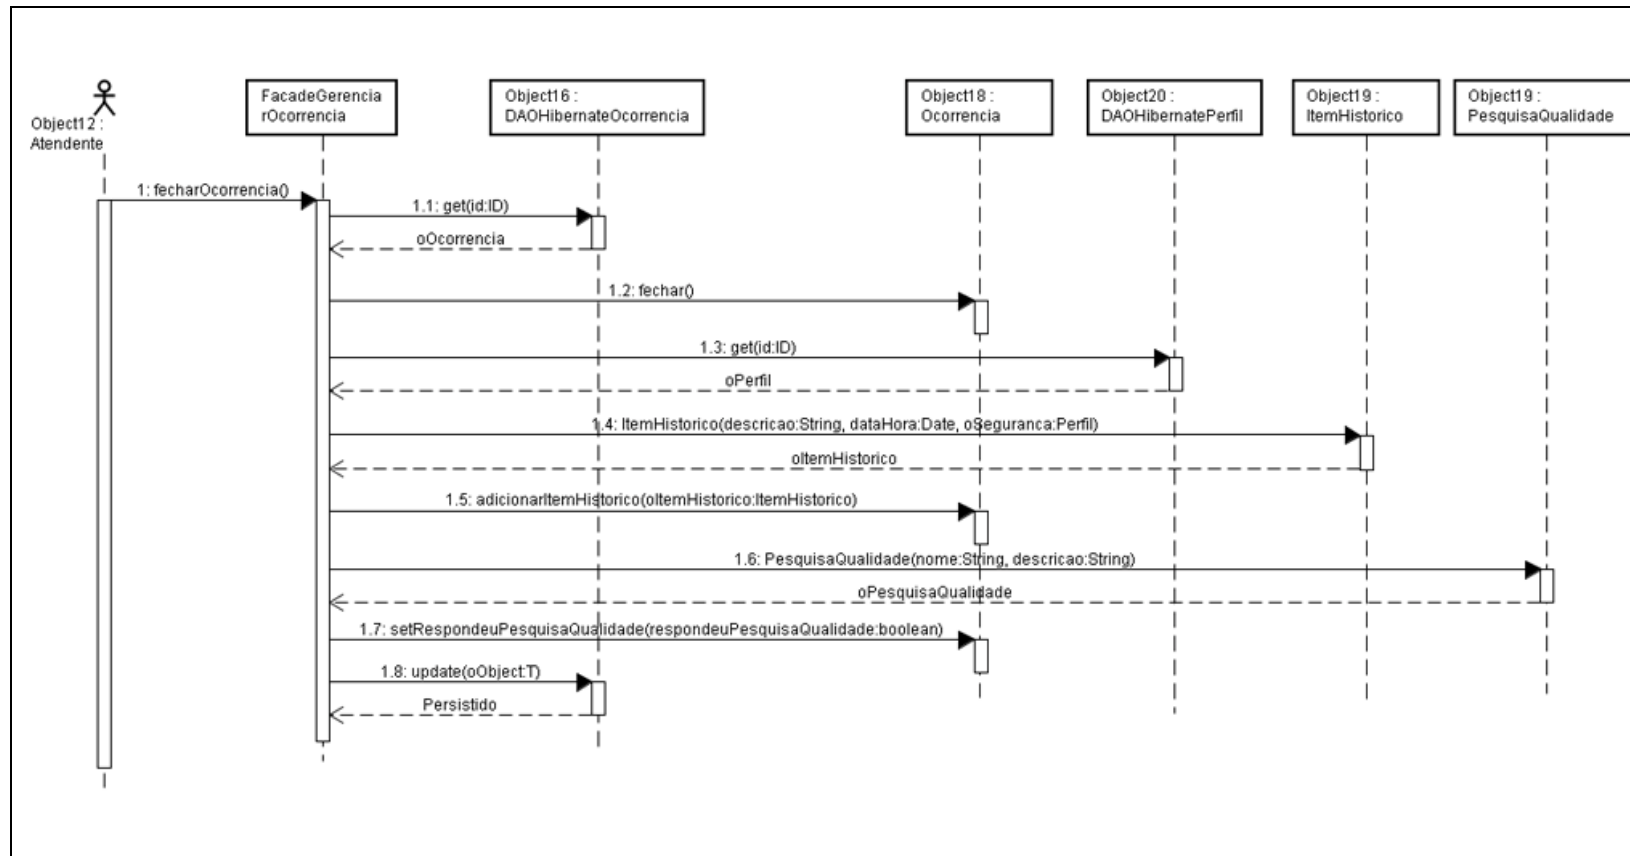 Object12 :
Atendente
FacadeGerencia
rOcorrencia
Object16 :
DAOHibernateOcorrencia
Object18 :
Ocorrencia
Object20 :
DAOHibernatePerfil
Object19 :
ItemHistorico
Object19 :
PesquisaQualidade
1: fecharOcorrencia()
1.1: get(id:ID)
oOcorrencia
1.2: fechar()
1.3: get(id:ID)
oPerfil
1.4: ItemHistorico(descricao:String, dataHora:Date, oSeguranca:Perfil)
oItemHistorico
1.5: adicionarItemHistorico(oItemHistorico:ItemHistorico)
1.6: PesquisaQualidade(nome:String, descricao:String)
oPesquisaQualidade
1.7: setRespondeuPesquisaQualidade(respondeuPesquisaQualidade:boolean)
1.8: update(oObject:T)
Persistido